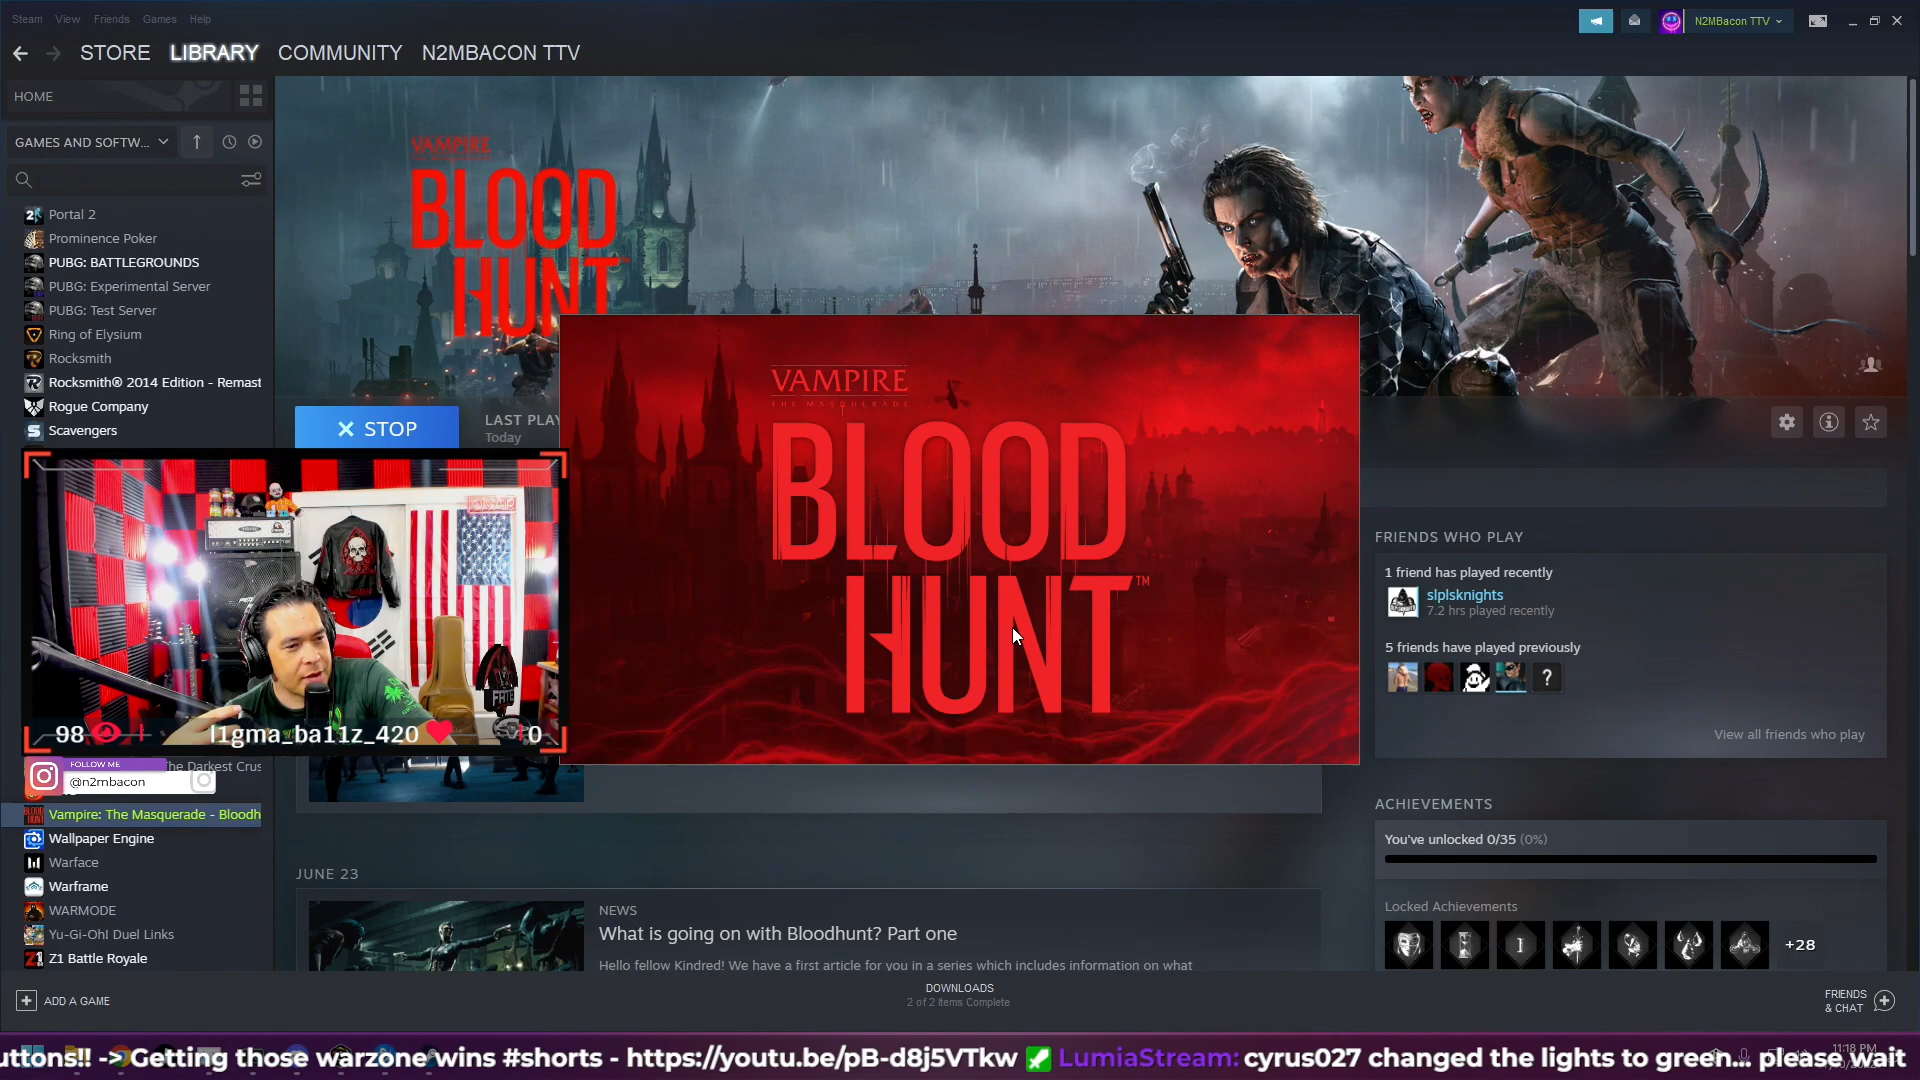 Steam View Friends Games Help
N2MBacon TTV
STORE LIBRARY COMMUNITY N2MBACON TTV
HOME
GAMES AND SOFTW...
Portal 2
Prominence Poker
PUBG: BATTLEGROUNDS
PUBG: Experimental Server
PUBG: Test Server
Ring of Elysium
Rocksmith
Rocksmith® 2014 Edition - Remast
Rogue Company
Scavengers
VAMPIRE
BLOOD
HUNT
STOP
LAST PLAY
Today
VAMPIRE
THE MASQUERADE
BLOOD
HUNT™
98
l1gma_ba11z_420
0
FOLLOW ME
@n2mbacon
he Darkest Crus
Vampire: The Masquerade - Bloodh
Wallpaper Engine
Warface
Warframe
WARMODE
Yu-Gi-Oh! Duel Links
Z1 Battle Royale
JUNE 23
NEWS
What is going on with Bloodhunt? Part one
Hello fellow Kindred! We have a first article for you in a series which includes information on what
FRIENDS WHO PLAY
1 friend has played recently
slplsknights
7.2 hrs played recently
5 friends have played previously
?
View all friends who play
ACHIEVEMENTS
You've unlocked 0/35 (0%)
Locked Achievements
+28
ADD A GAME
DOWNLOADS
2 of 2 Items Complete
FRIENDS
& CHAT
uttons!! -> Getting those warzone wins #shorts - https://youtu.be/pB-d8j5VTkw LumiaStream: cyrus027 changed the lights to green... please wait
11:18 PM